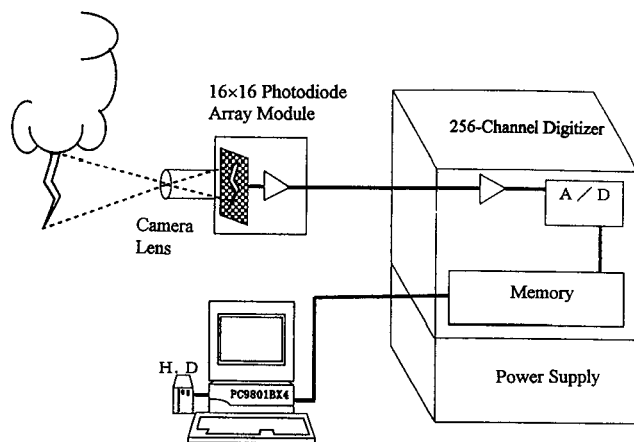 16×16 Photodiode
Array Module
256-Channel Digitizer
A / D
Camera
Lens
Memory
H. D
PC9801BX4
Power Supply